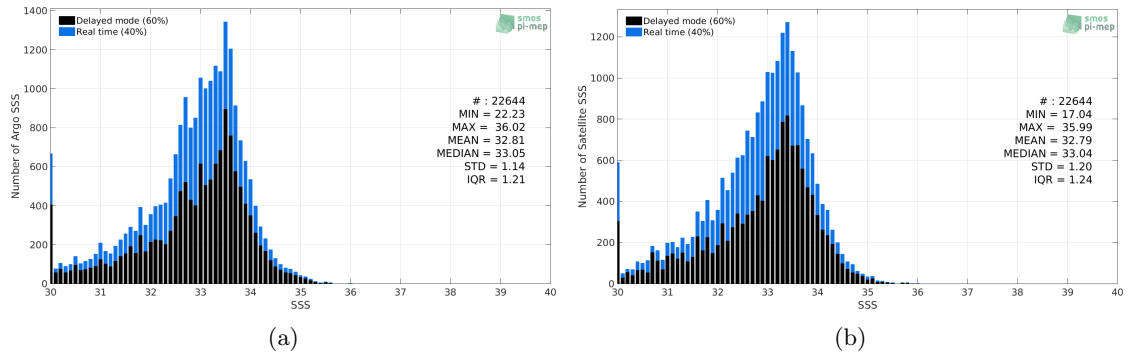 Delayed mode (60%)
Real time (40%)
smos
pi-mep
1400
1200
1000
800
600
400
200
0
Number of Argo SSS
# : 22644
MIN = 22.23
MAX = 36.02
MEAN = 32.81
MEDIAN = 33.05
STD = 1.14
IQR = 1.21
30 31 32 33 34 35 36 37 38 39 40
SSS
(a)
Delayed mode (60%)
Real time (40%)
smos
pi-mep
1200
1000
800
600
400
200
0
Number of Satellite SSS
# : 22644
MIN = 17.04
MAX = 35.99
MEAN = 32.79
MEDIAN = 33.04
STD = 1.20
IQR = 1.24
30 31 32 33 34 35 36 37 38 39 40
SSS
(b)